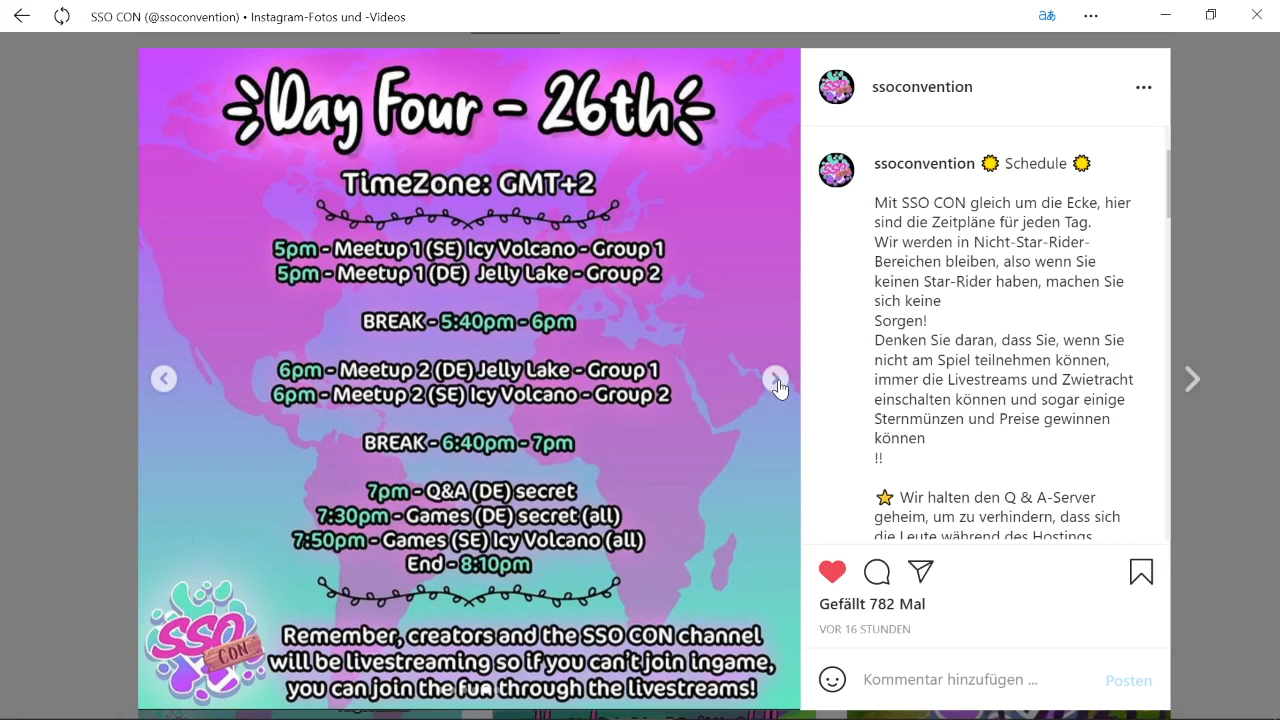 SSO CON (@ssoconvention) • Instagram-Fotos und -Videos
Day Four - 26th
TimeZone: GMT+2
5pm - Meetup 1 (SE) Icy Volcano - Group 1
5pm - Meetup 1 (DE) Jelly Lake - Group 2
BREAK - 5:40pm - 6pm
6pm - Meetup 2 (DE) Jelly Lake - Group 1
6pm - Meetup 2 (SE) Icy Volcano - Group 2
BREAK - 6:40pm - 7pm
7pm - Q&A (DE) secret
7:30pm - Games (DE) secret (all)
7:50pm - Games (SE) Icy Volcano (all)
End - 8:10pm
SSO
CON
Remember, creators and the SSO CON channel
will be livestreaming so if you can't join ingame,
you can join the fun through the livestreams!
ssoconvention
ssoconvention 🌟 Schedule 🌟
Mit SSO CON gleich um die Ecke, hier
sind die Zeitpläne für jeden Tag.
Wir werden in Nicht-Star-Rider-
Bereichen bleiben, also wenn Sie
keinen Star-Rider haben, machen Sie
sich keine
Sorgen!
Denken Sie daran, dass Sie, wenn Sie
nicht am Spiel teilnehmen können,
immer die Livestreams und Zwietracht
einschalten können und sogar einige
Sternmünzen und Preise gewinnen
können
!!
⭐ Wir halten den Q & A-Server
geheim, um zu verhindern, dass sich
die Leute während des Hostings
Gefällt 782 Mal
VOR 16 STUNDEN
Kommentar hinzufügen ...
Posten